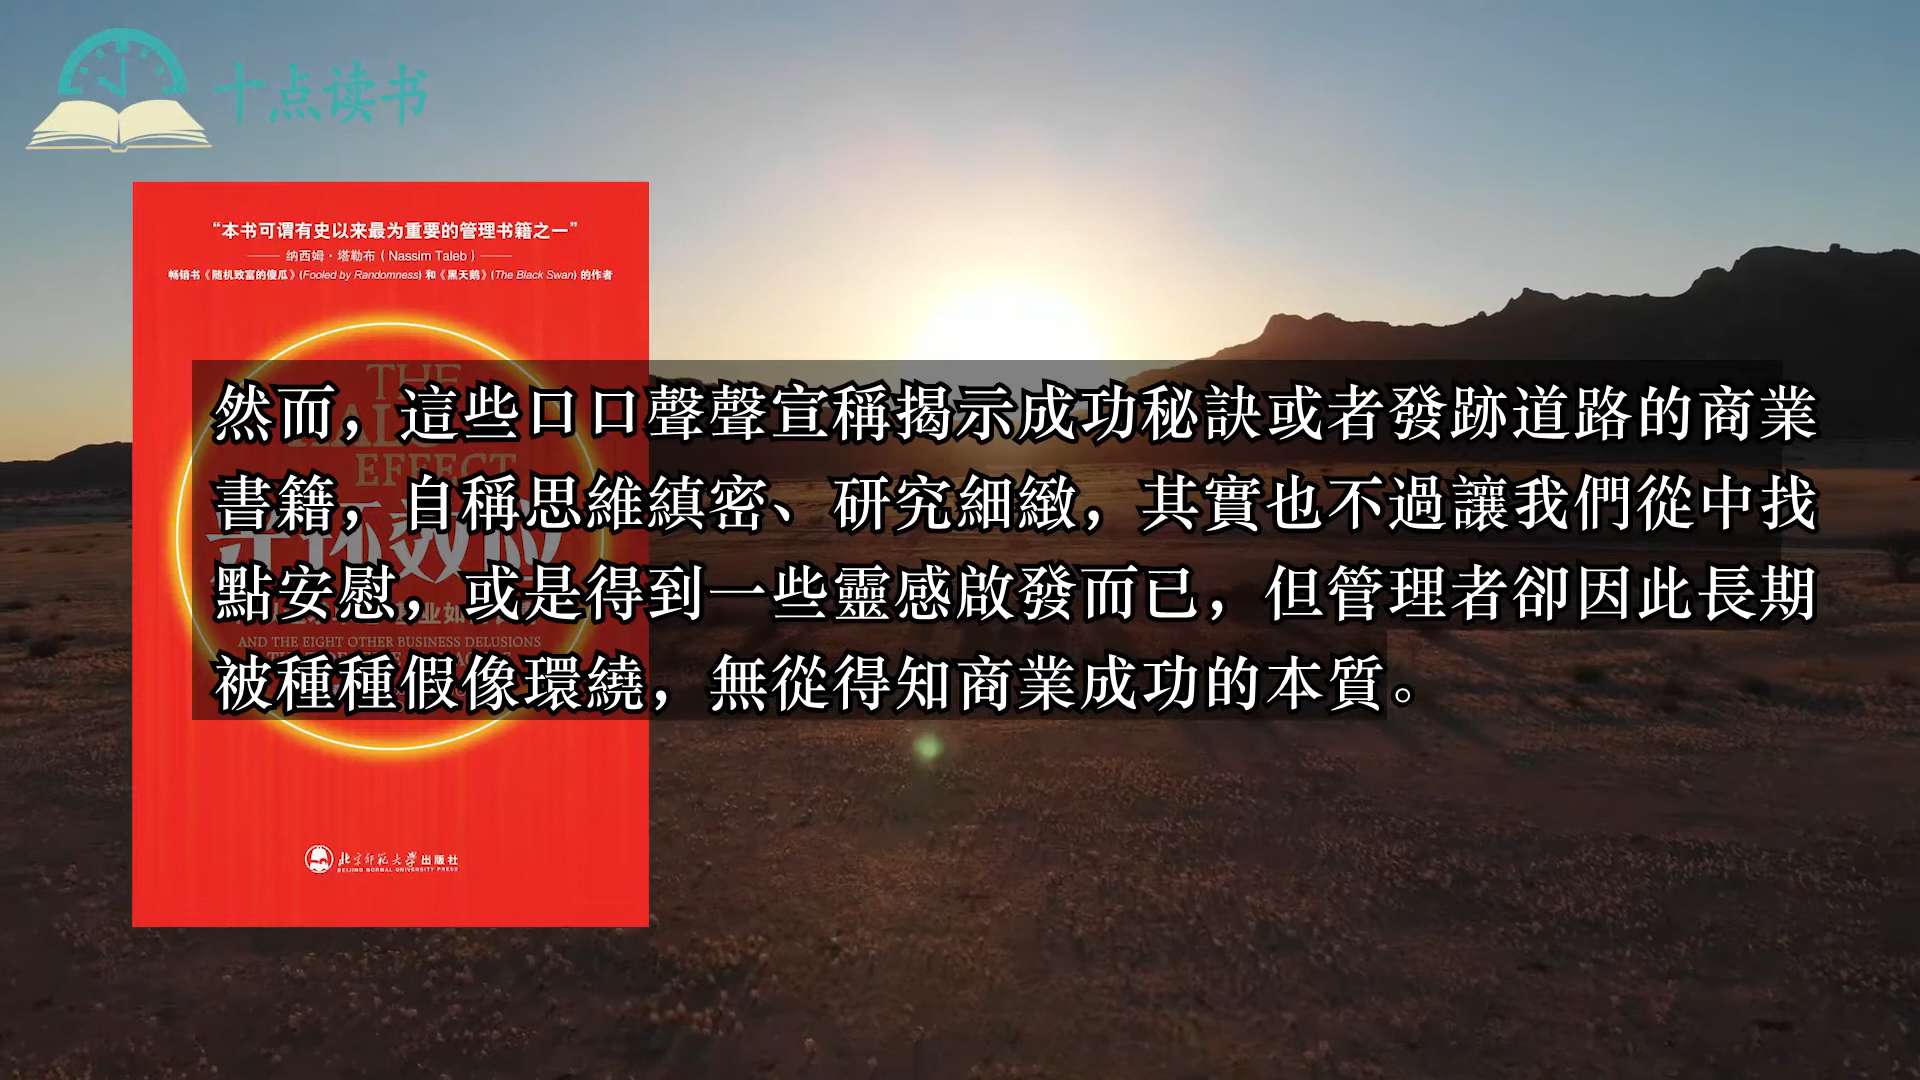 十点读书
“本书可谓有史以来最为重要的管理书籍之一”
纳西姆·塔勒布（Nassim Taleb）
畅销书《随机致富的傻瓜》(Fooled by Randomness) 和《黑天鹅》(The Black Swan) 的作者
THE
EFFECT
然而，這些口口聲聲宣稱揭示成功秘訣或者發跡道路的商業
書籍，自稱思維縝密、研究細緻，其實也不過讓我們從中找
點安慰，或是得到一些靈感啟發而已，但管理者卻因此長期
被種種假像環繞，無從得知商業成功的本質。
AND THE EIGHT OTHER BUSINESS DELUSIONS
北京师范大学出版社
BEIJING NORMAL UNIVERSITY PRESS